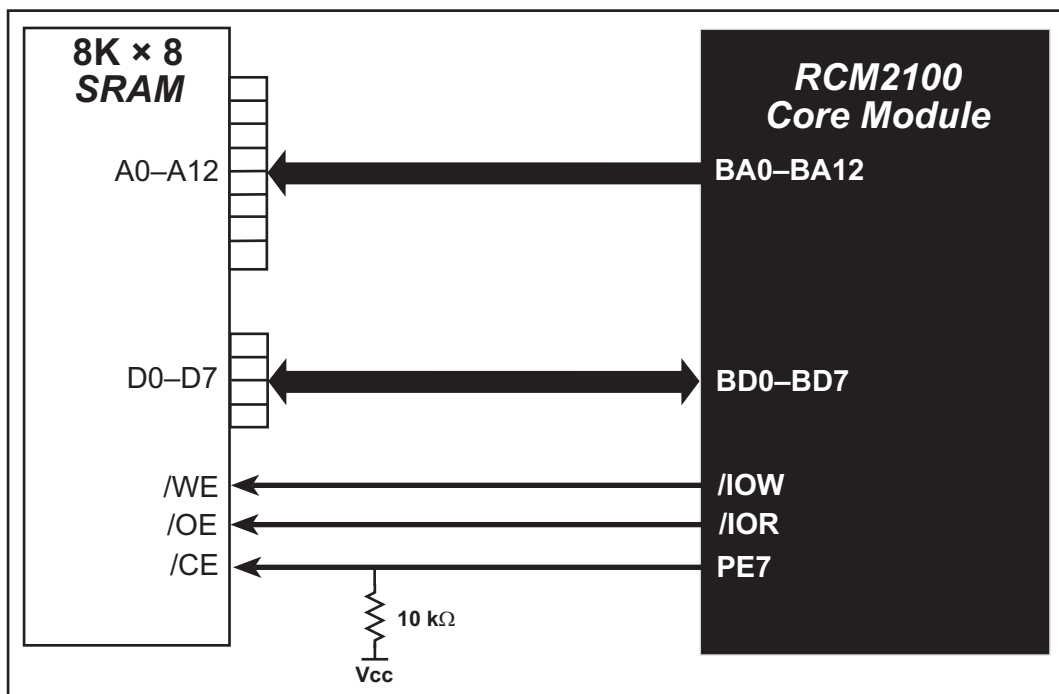 8K × 8
SRAM
RCM2100
Core Module
A0–A12
BA0–BA12
D0–D7
BD0–BD7
/WE
/IOW
/OE
/IOR
/CE
PE7
10 kΩ
Vcc